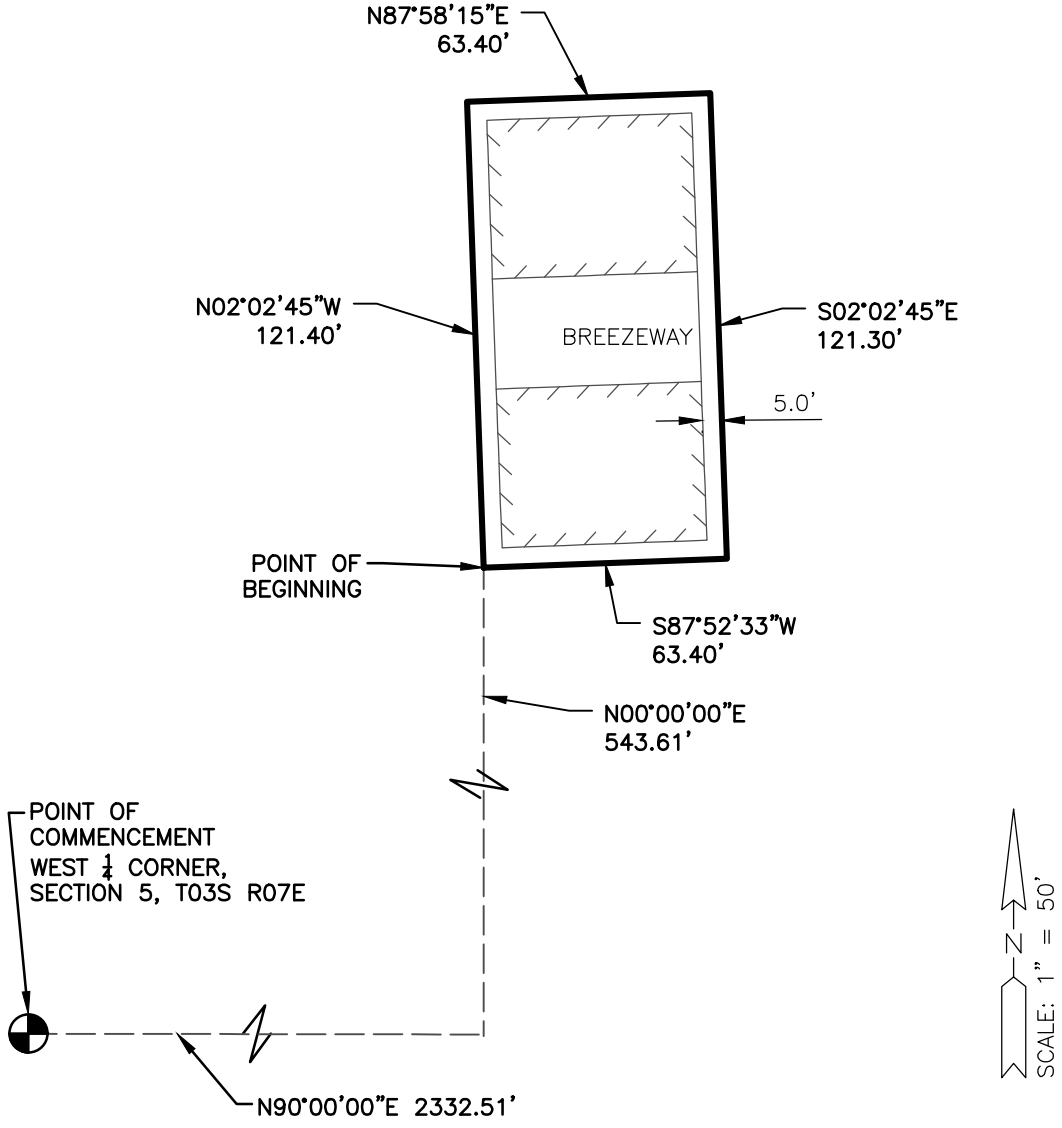 N87°58'15"E
63.40'
N02°02'45"W
121.40'
S02°02'45"E
121.30'
BREEZEWAY
5.0'
POINT OF
BEGINNING
S87°52'33"W
63.40'
N00°00'00"E
543.61'
POINT OF
COMMENCEMENT
WEST 1/4 CORNER,
SECTION 5, T03S R07E
N90°00'00"E 2332.51'
N
SCALE: 1" = 50'